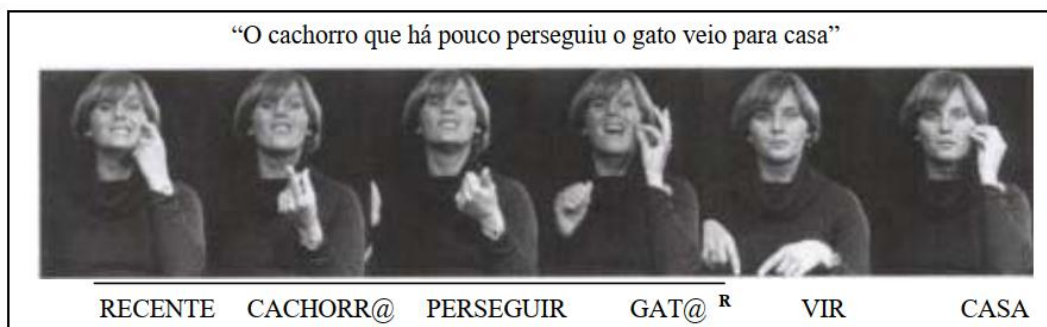 “O cachorro que há pouco perseguiu o gato veio para casa”
RECENTE CACHORR@ PERSEGUIR GAT@ R VIR CASA